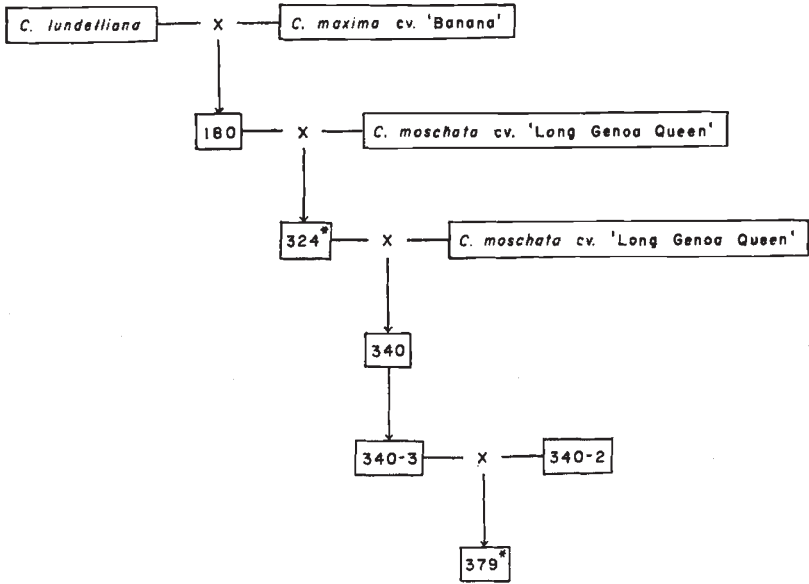 C. lundelliana X C. maxima cv. 'Banana'
180 X C. moschata cv. 'Long Genoa Queen'
324* X C. moschata cv. 'Long Genoa Queen'
340
340-3 X 340-2
379*